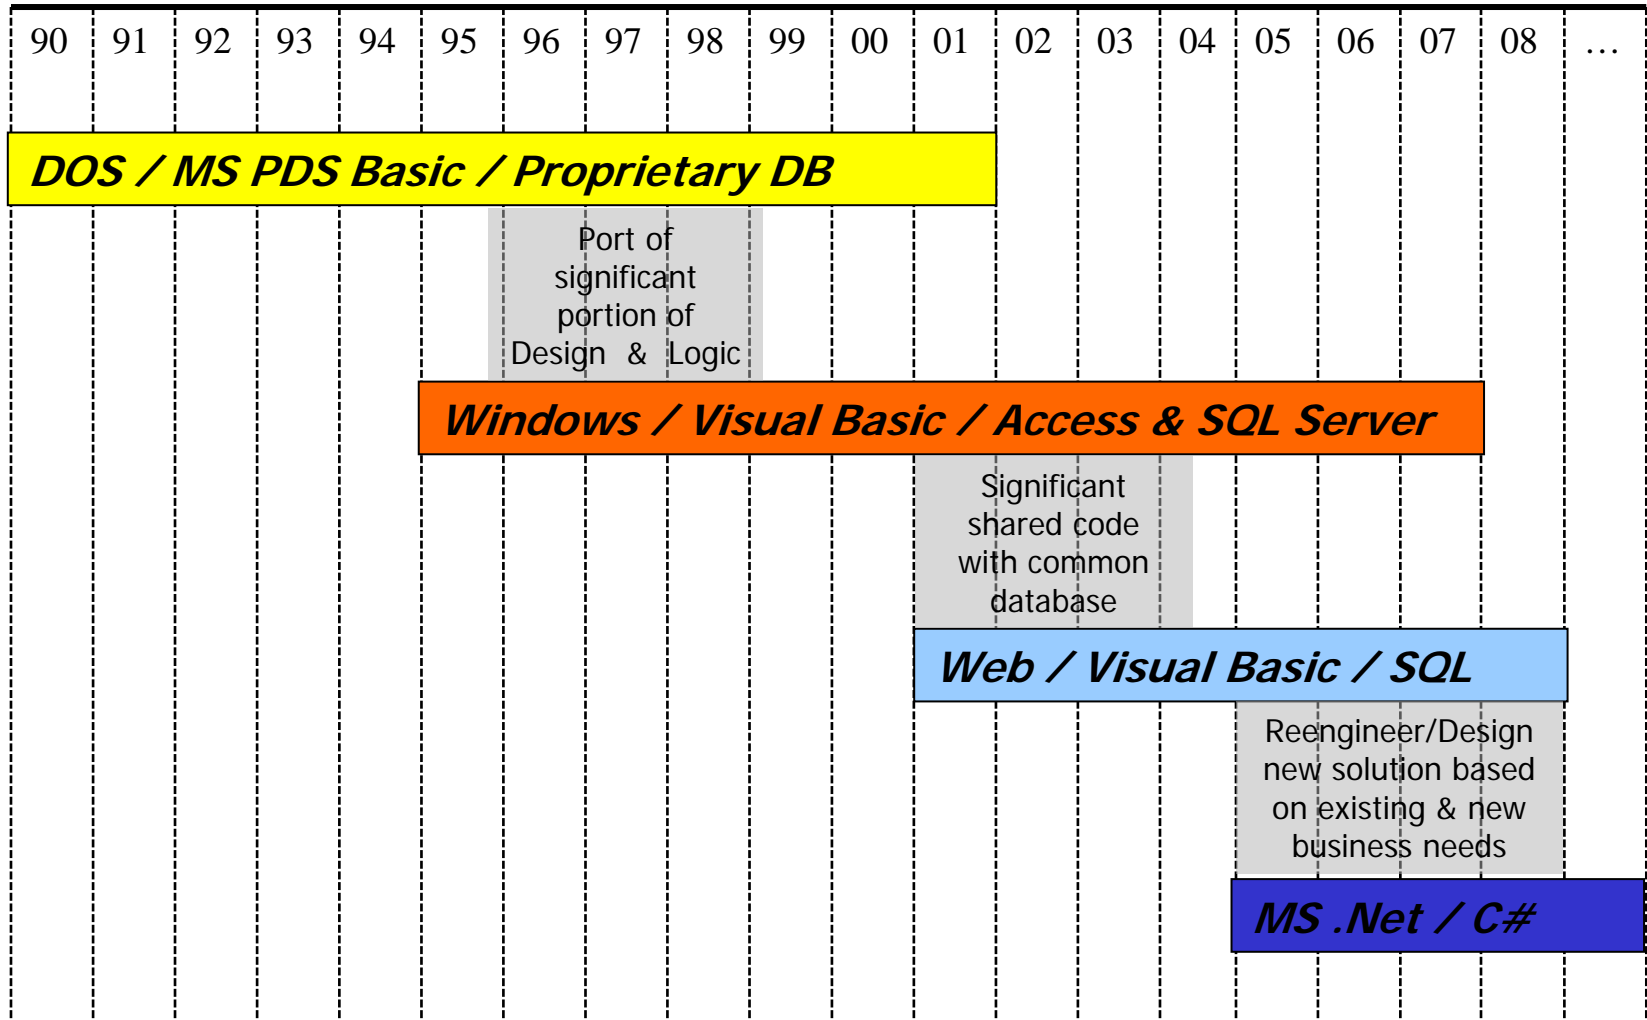 90 91 92 93 94 95 96 97 98 99 00 01 02 03 04 05 06 07 08 ...
DOS / MS PDS Basic / Proprietary DB
Port of
significant
portion of
Design & Logic
Windows / Visual Basic / Access & SQL Server
Significant
shared code
with common
database
Web / Visual Basic / SQL
Reengineer/Design
new solution based
on existing & new
business needs
MS .Net / C#